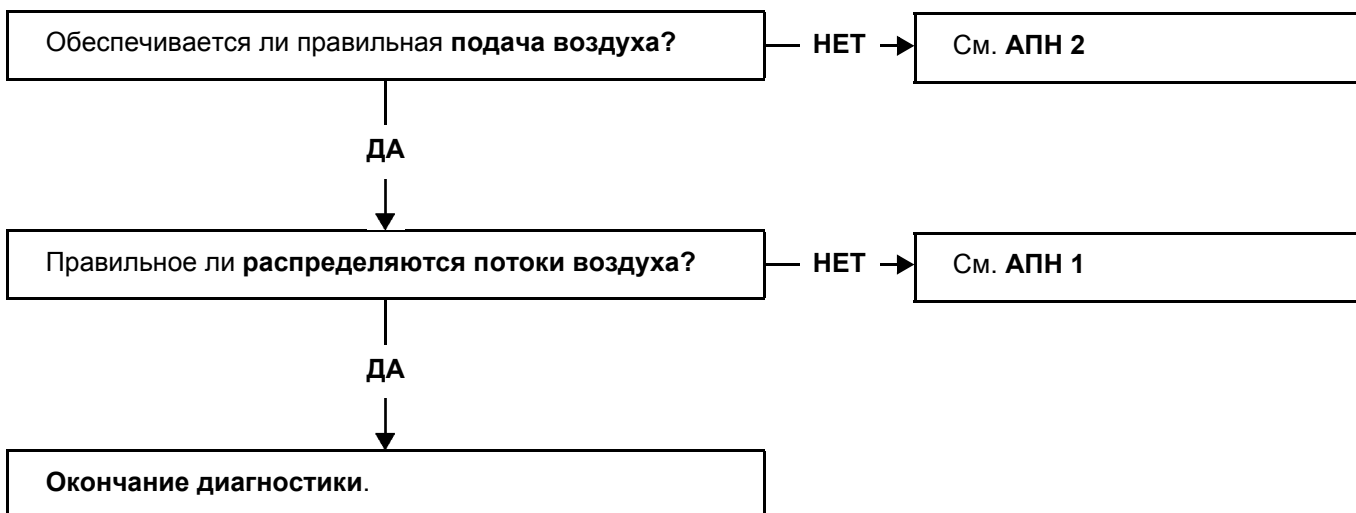 Обеспечивается ли правильная подача воздуха?
НЕТ
См. АПН 2
ДА
Правильное ли распределяются потоки воздуха?
НЕТ
См. АПН 1
ДА
Окончание диагностики.